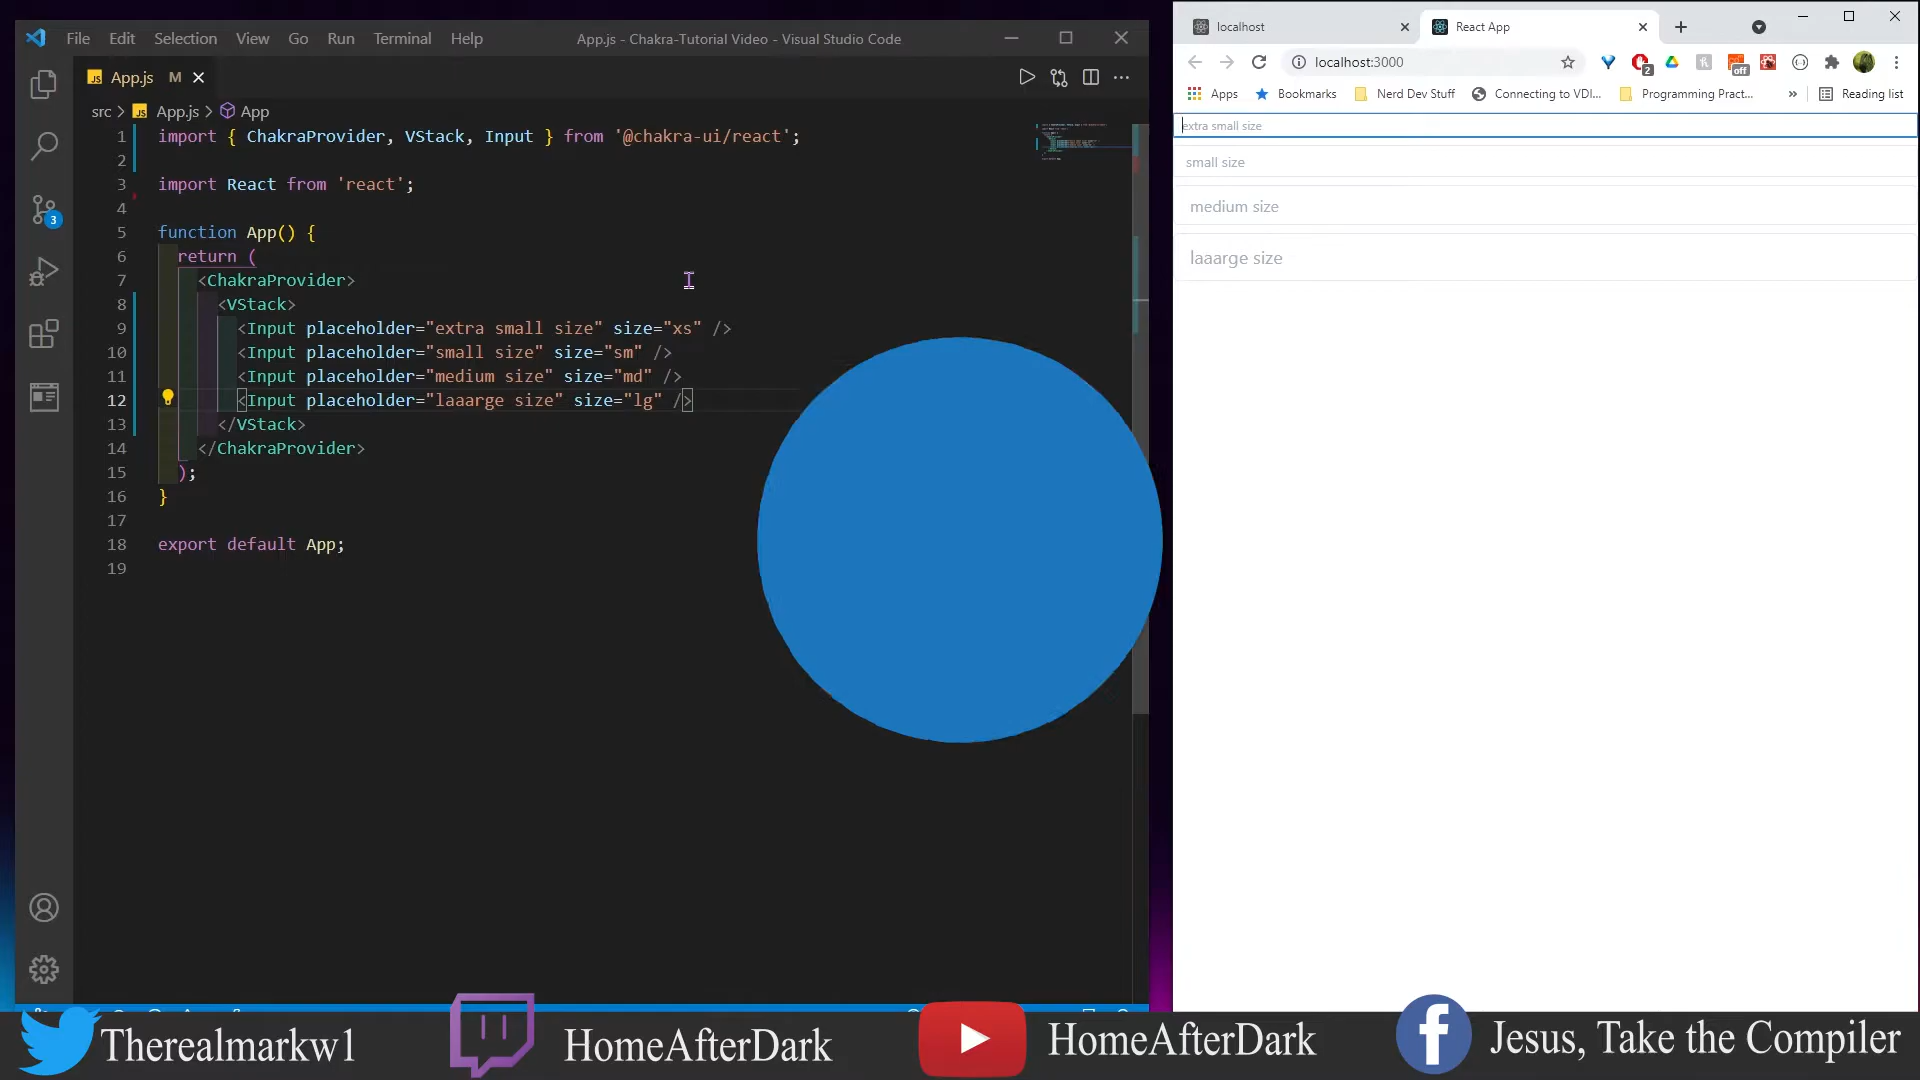 File Edit Selection View Go Run Terminal Help
App.js - Chakra-Tutorial Video - Visual Studio Code
App.js M
src > App.js > App
1 import { ChakraProvider, VStack, Input } from '@chakra-ui/react';
2
3 import React from 'react';
4
5 function App() {
6 return (
7 <ChakraProvider>
8 <VStack>
9 <Input placeholder="extra small size" size="xs" />
10 <Input placeholder="small size" size="sm" />
11 <Input placeholder="medium size" size="md" />
12 <Input placeholder="laaarge size" size="lg" />
13 </VStack>
14 </ChakraProvider>
15 );
16 }
17
18 export default App;
19
3
localhost
React App
localhost:3000
2
off
Apps Bookmarks Nerd Dev Stuff Connecting to VDI... Programming Pract... » Reading list
extra small size
small size
medium size
laaarge size
Therealmarkw1
HomeAfterDark
HomeAfterDark
Jesus, Take the Compiler